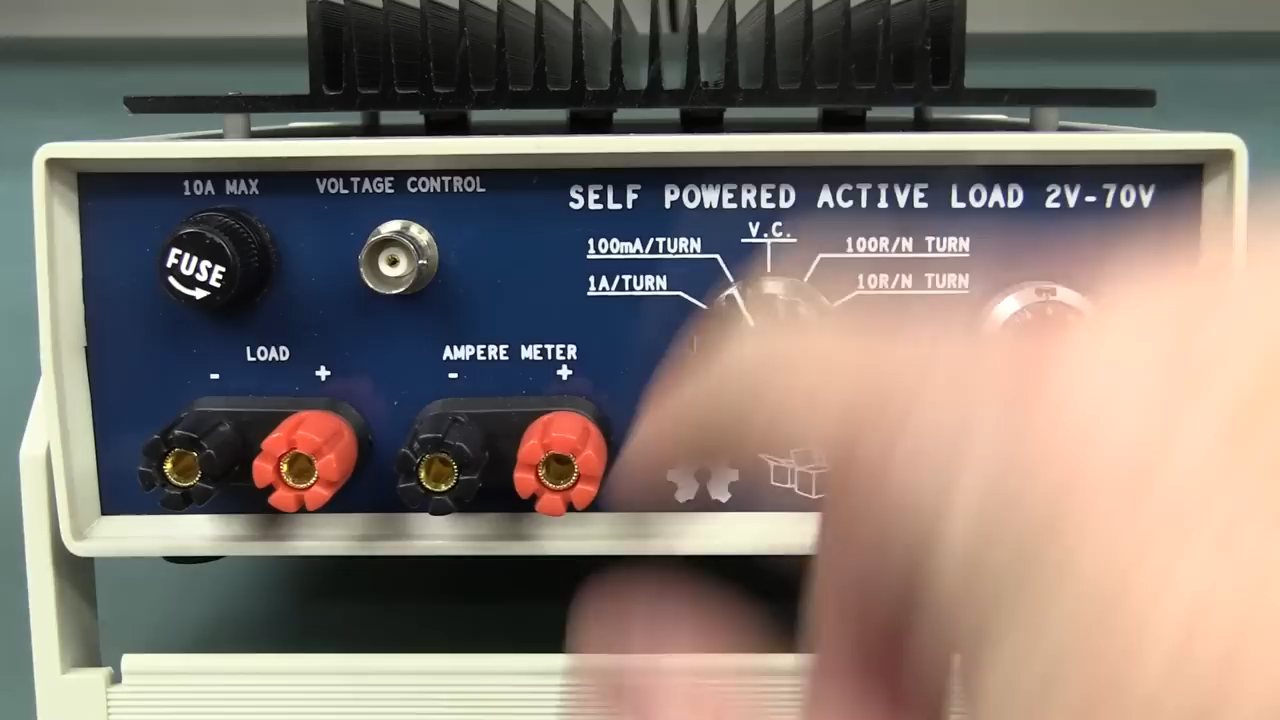 10A MAX
VOLTAGE CONTROL
SELF POWERED ACTIVE LOAD 2V-70V
V.C.
100mA/TURN
100R/N TURN
1A/TURN
10R/N TURN
FUSE
LOAD
AMPERE METER
- +
- +